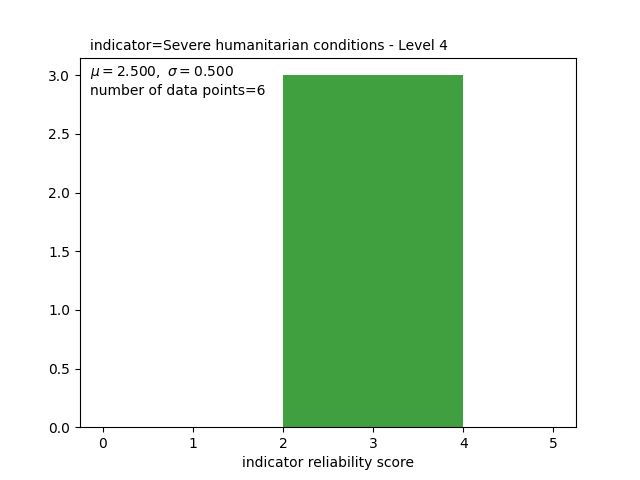 indicator=Severe humanitarian conditions - Level 4
μ = 2.500, σ = 0.500
number of data points=6
3.0
2.5
2.0
1.5
1.0
0.5
0.0
0 1 2 3 4 5
indicator reliability score